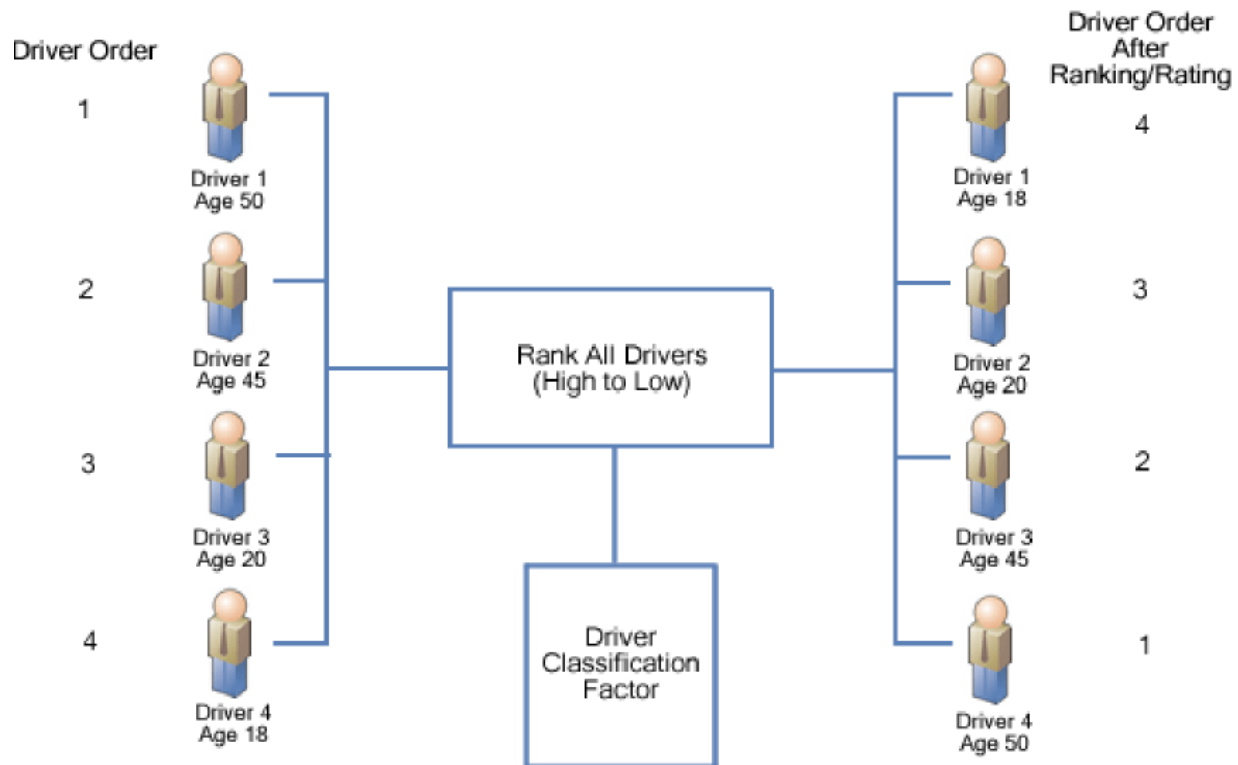 Driver Order
1
Driver 1
Age 50
2
Driver 2
Age 45
3
Driver 3
Age 20
4
Driver 4
Age 18
Rank All Drivers
(High to Low)
Driver
Classification
Factor
Driver Order
After
Ranking/Rating
4
Driver 1
Age 18
3
Driver 2
Age 20
2
Driver 3
Age 45
1
Driver 4
Age 50